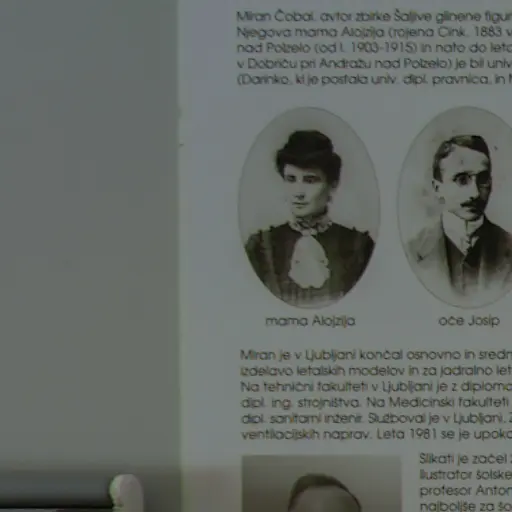 Miran Čobal, avtor zbirke Šaljive glinene figur
Njegova mama Alojzija (rojena Cink, 1883 v
nad Polzelo (od l. 1903-1915) in nato do leta
v Dobriču pri Andražu nad Polzelo) je bil univ
(Darinko, ki je postala univ. dipl. pravnica, in M
mama Alojzija
oče Josip
Miran je v Ljubljani končal osnovno in sredn
izdelavo letalskih modelov in za jadralno let
Na tehnični fakulteti v Ljubljani je z diplomo
dipl. ing. strojništva. Na Medicinski fakulteti
dipl. sanitarni inženir. Služboval je v Ljubljani, Z
ventilacijskih naprav. Leta 1981 se je upoko
Slikati je začel ž
ilustrator šolske
profesor Anton
najboljše za šo